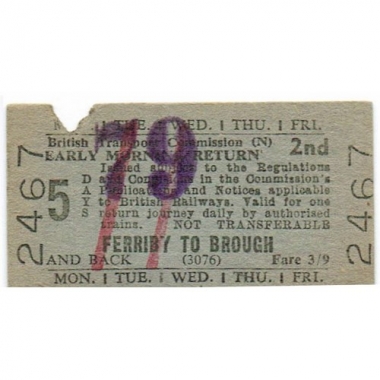 TUE. WED. THU. FRI.
British Transport Commission (N)
EARLY MORNING RETURN 2nd
5 DAYS
Issued subject to the Regulations
and Conditions in the Commission's
Publications and Notices applicable
to British Railways. Valid for one
return journey daily by authorised
trains. NOT TRANSFERABLE
FERRIBY TO BROUGH
AND BACK (3076) Fare 3/9
MON. TUE. WED. THU. FRI.
2467
2467
79